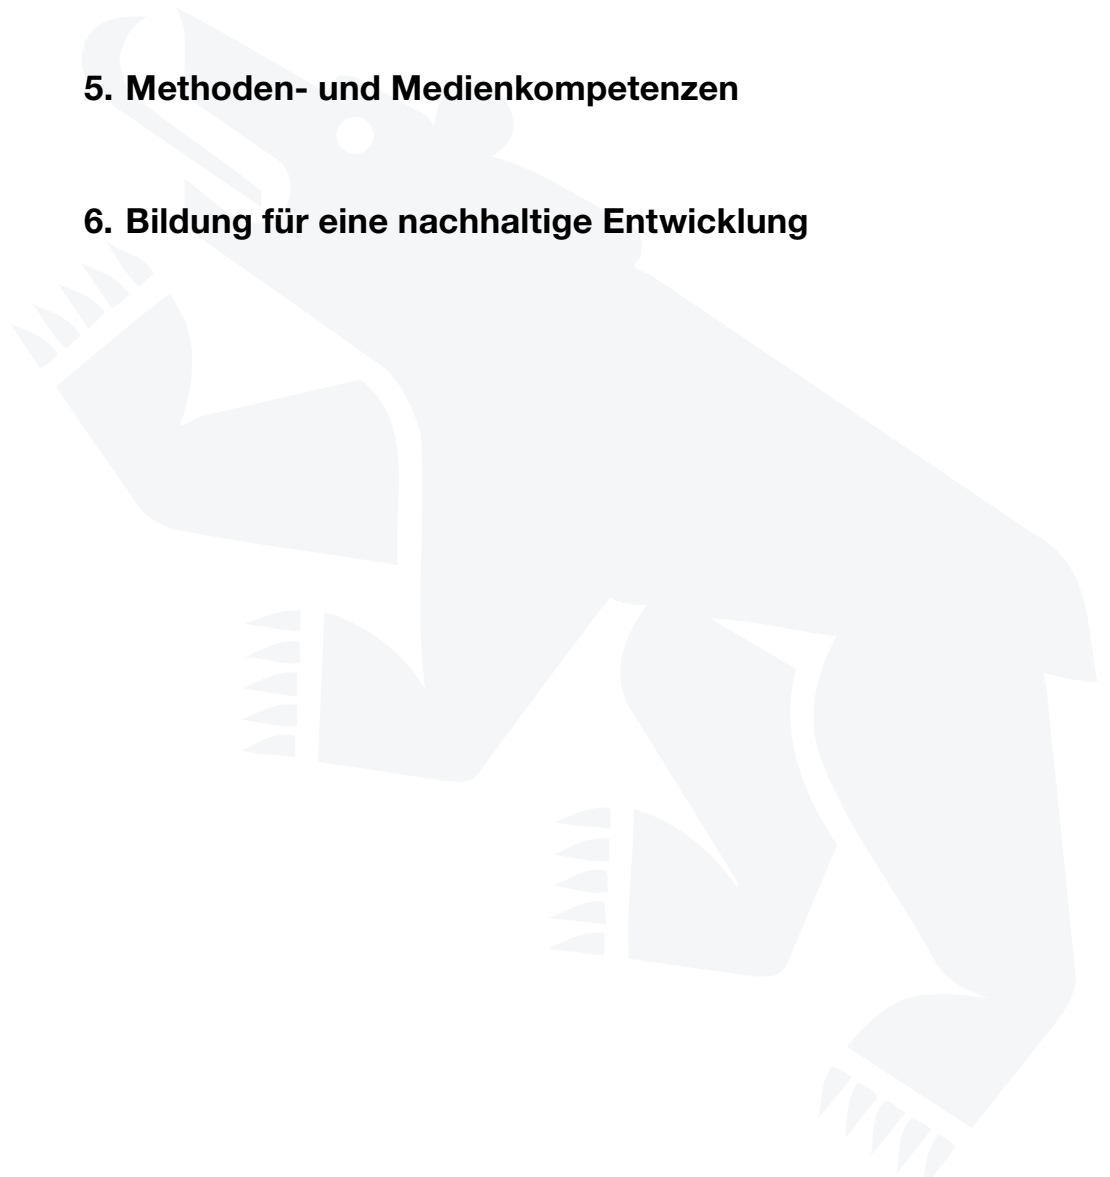 5. Methoden- und Medienkompetenzen
6. Bildung für eine nachhaltige Entwicklung